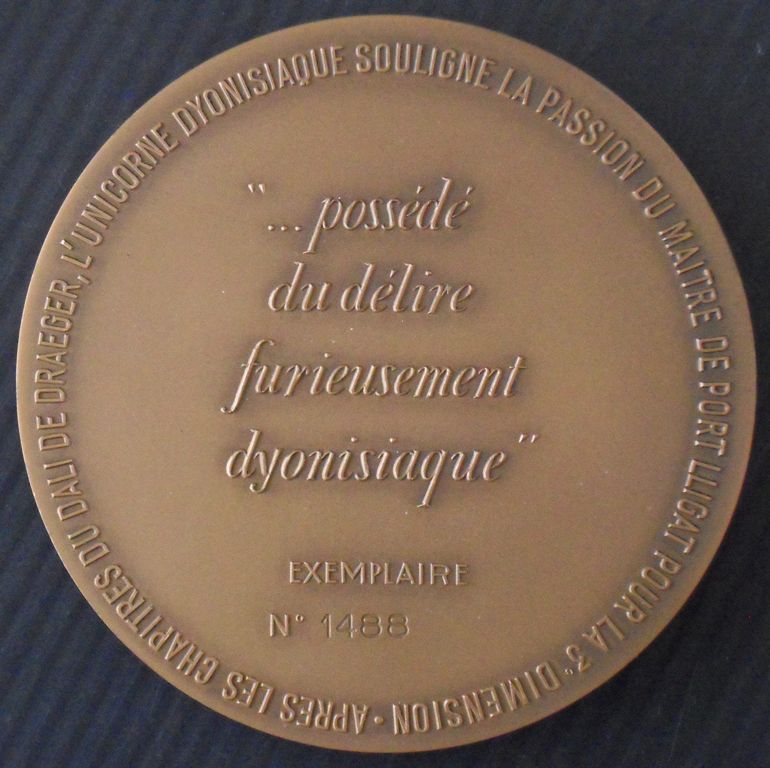 APRES LES CHAPITRES DU DALI DE DRAEGER, L'UNICORNE DYONISIAQUE SOULIGNE LA PASSION DU MAITRE DE PORT LLIGAT POUR LA 3e DIMENSION •
"... possédé
du délire
furieusement
dyonisiaque"
EXEMPLAIRE
N° 1488